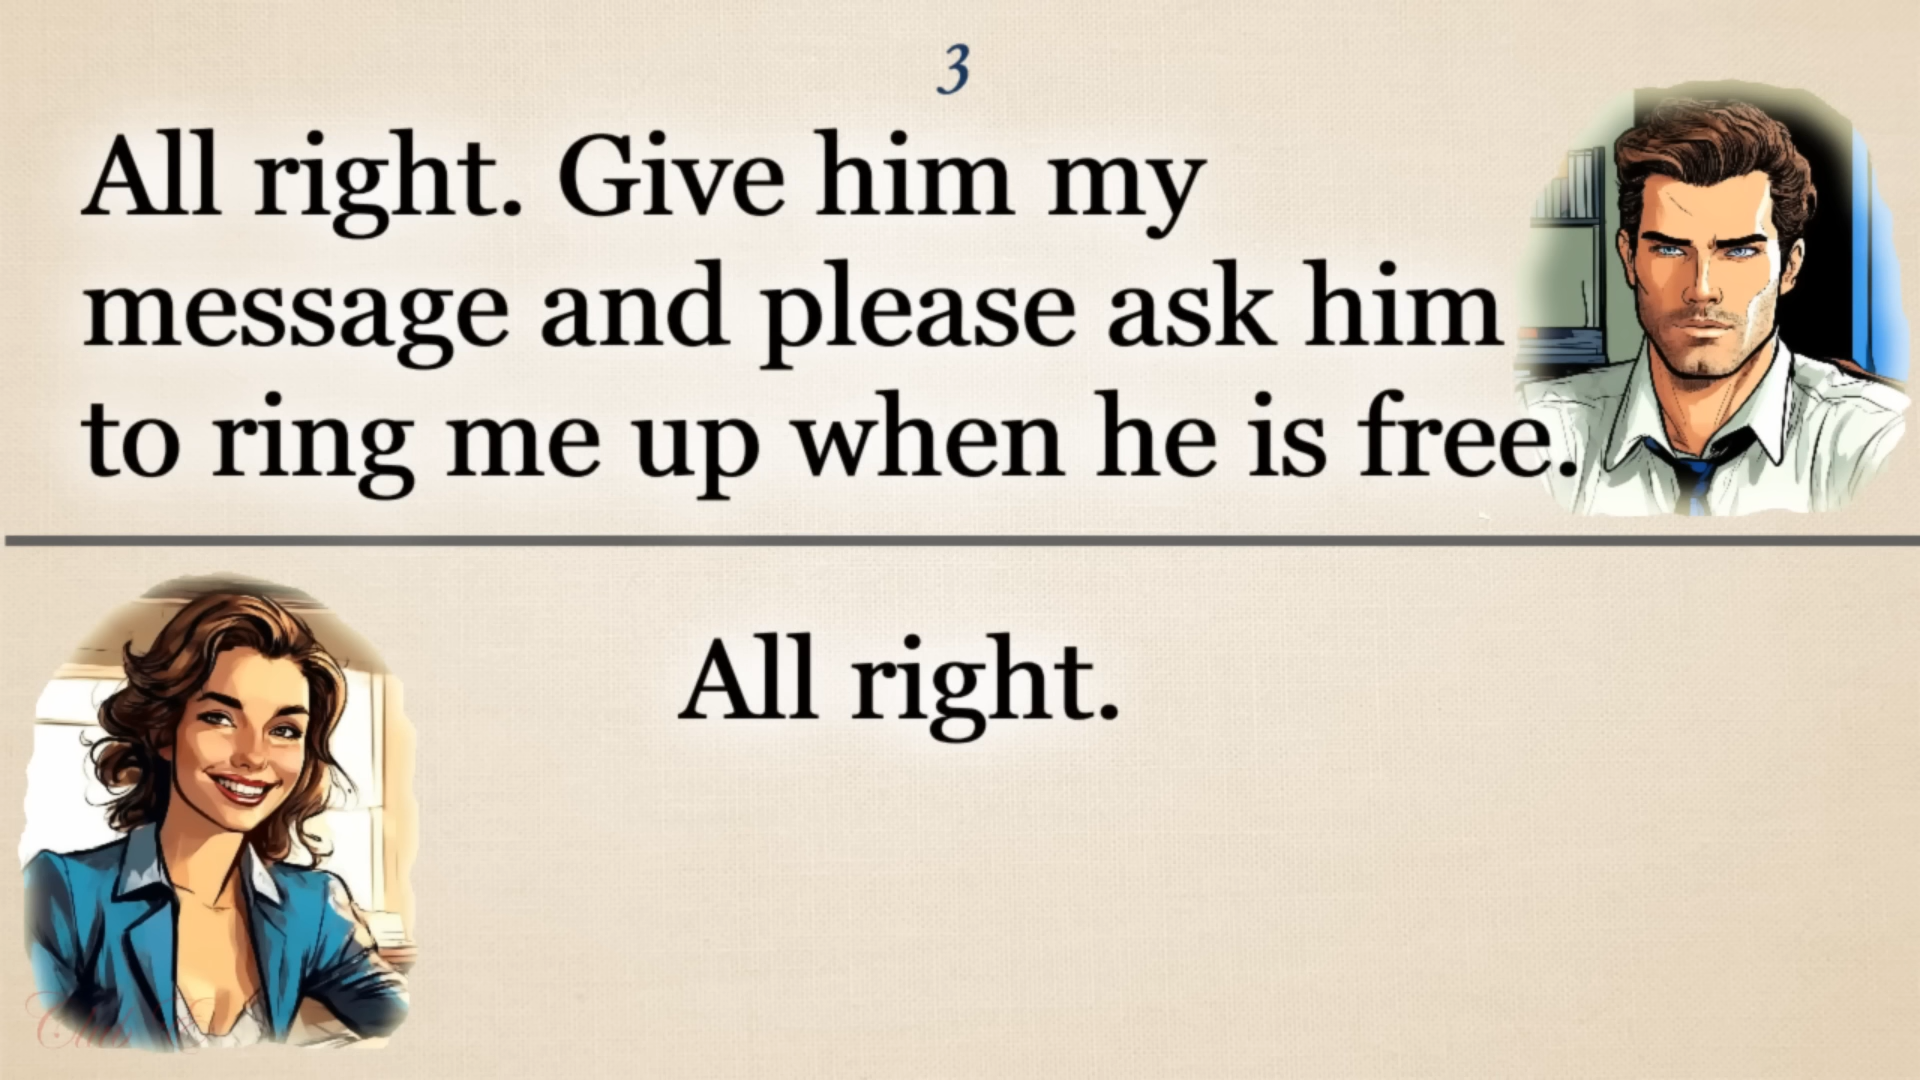 3
All right. Give him my
message and please ask him
to ring me up when he is free.
All right.